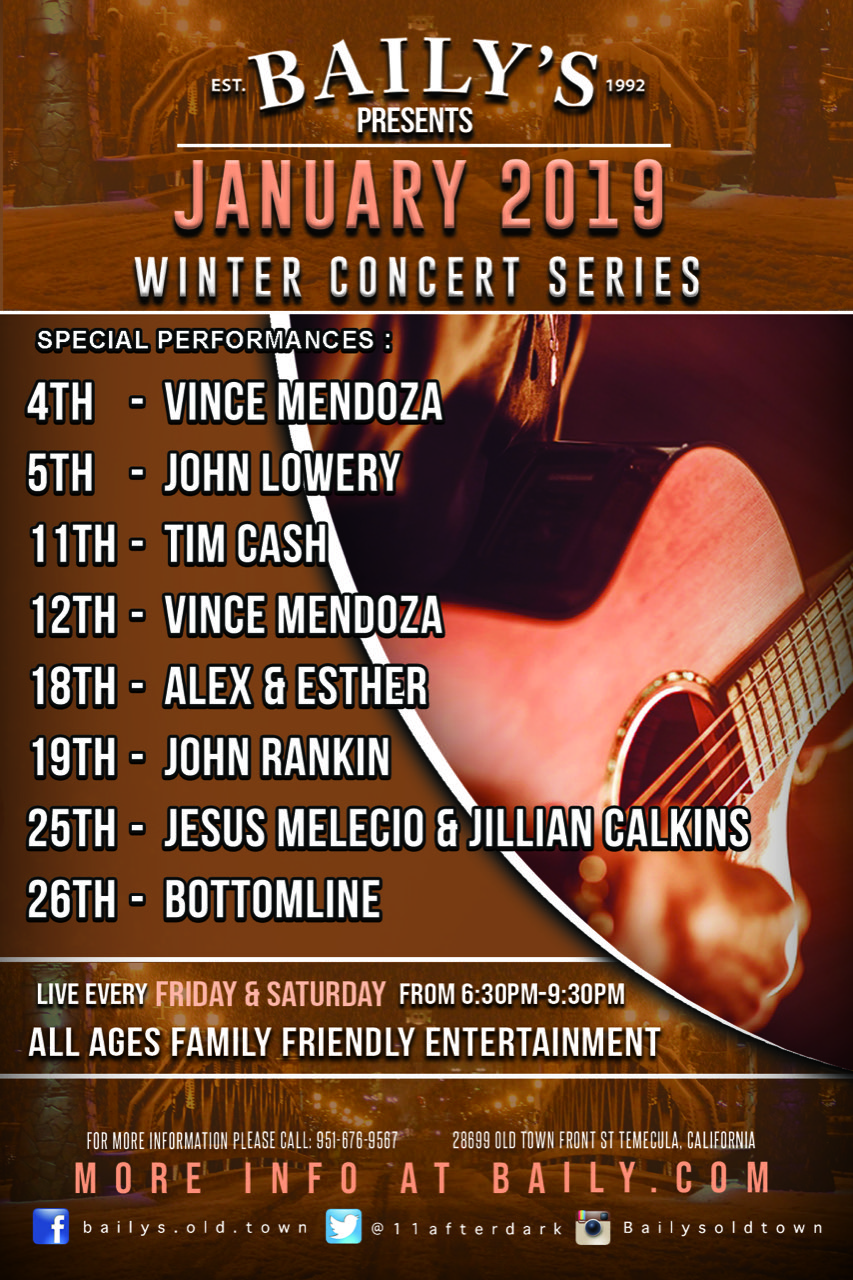 EST. BAILY'S 1992
PRESENTS
JANUARY 2019
WINTER CONCERT SERIES
SPECIAL PERFORMANCES :
4TH - VINCE MENDOZA
5TH - JOHN LOWERY
11TH - TIM CASH
12TH - VINCE MENDOZA
18TH - ALEX & ESTHER
19TH - JOHN RANKIN
25TH - JESUS MELECIO & JILLIAN CALKINS
26TH - BOTTOMLINE
LIVE EVERY FRIDAY & SATURDAY FROM 6:30PM-9:30PM
ALL AGES FAMILY FRIENDLY ENTERTAINMENT
FOR MORE INFORMATION PLEASE CALL: 951-676-9567 28699 OLD TOWN FRONT ST TEMECULA, CALIFORNIA
MORE INFO AT BAILY.COM
bailys.old.town @11afterdark Bailysoldtown